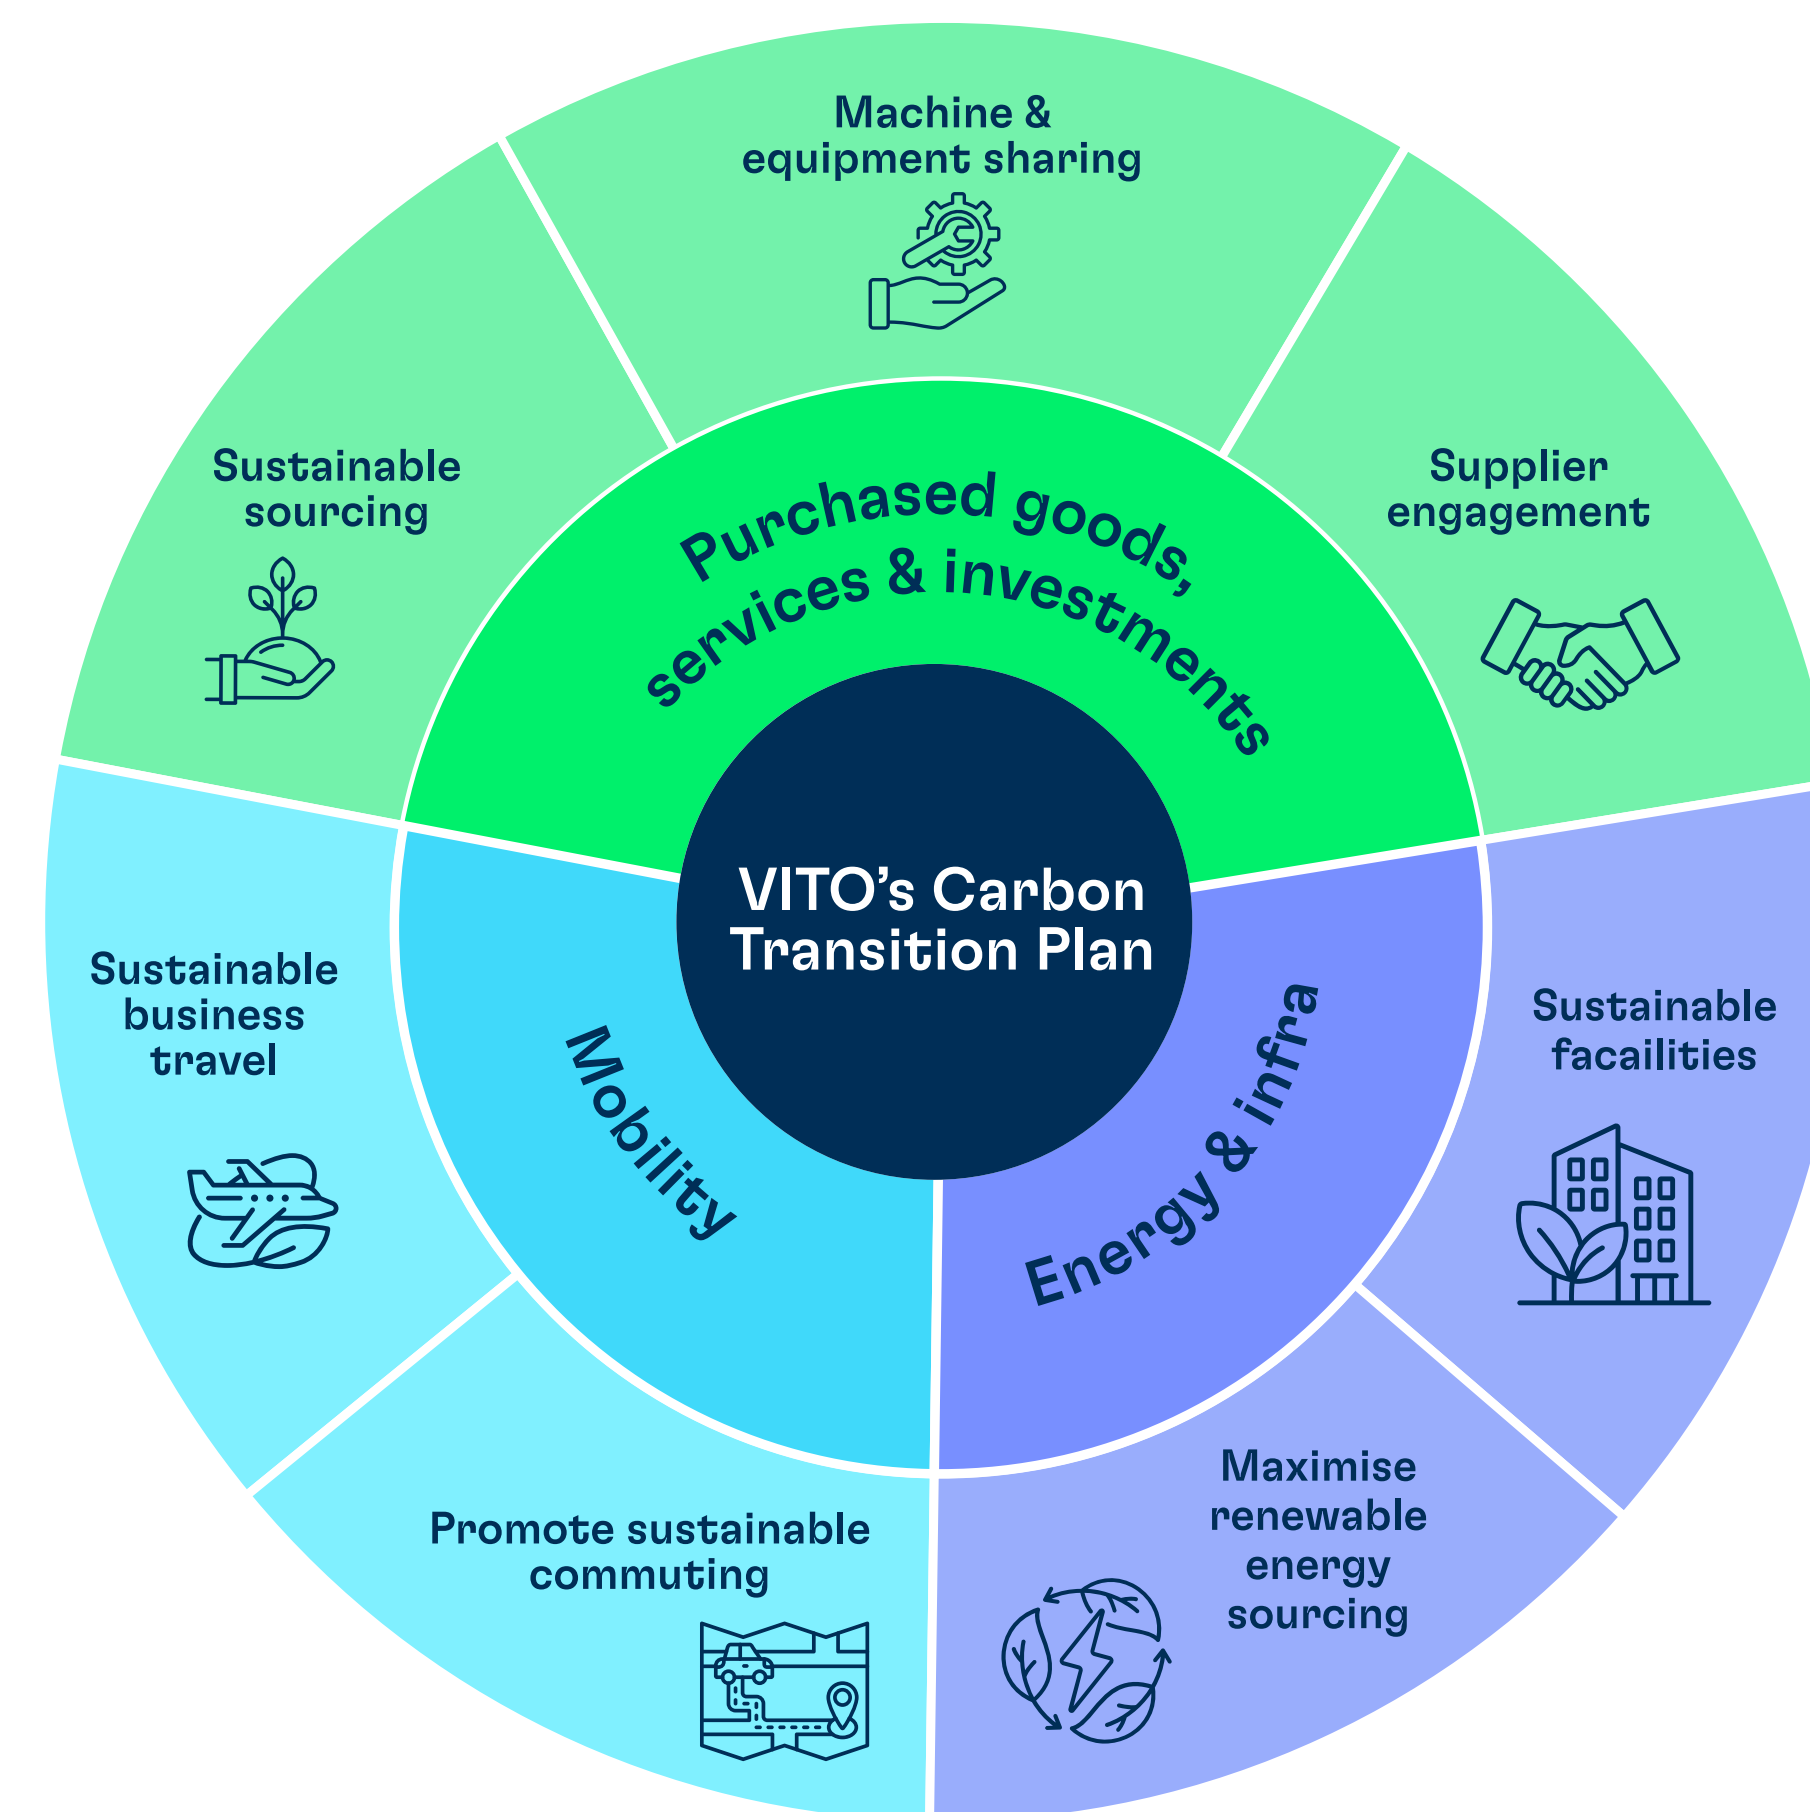 Machine &
equipment sharing
Sustainable
sourcing
Supplier
engagement
Purchased goods,
services & investments
VITO’s Carbon
Transition Plan
Sustainable
business
travel
Mobility
Energy & infra
Sustainable
facailities
Promote sustainable
commuting
Maximise
renewable
energy
sourcing